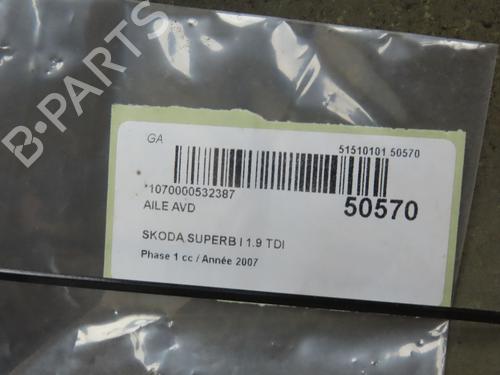 B-PARTS
GA
51510101 50570
*1070000532387
50570
AILE AVD
SKODA SUPERB I 1.9 TDI
Phase 1 cc / Année 2007